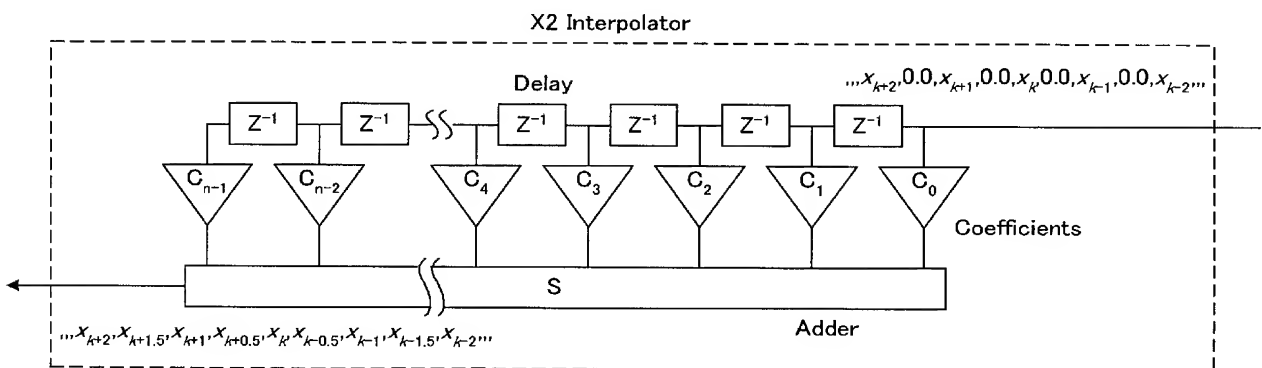 X2 Interpolator
,,,x_{k+2},0.0,x_{k+1},0.0,x_k,0.0,x_{k-1},0.0,x_{k-2},,,
Delay
Z⁻¹ Z⁻¹ Z⁻¹ Z⁻¹ Z⁻¹ Z⁻¹
C_{n-1} C_{n-2} C_4 C_3 C_2 C_1 C_0
Coefficients
S
Adder
,,,x_{k+2},x_{k+1.5},x_{k+1},x_{k+0.5},x_k,x_{k-0.5},x_{k-1},x_{k-1.5},x_{k-2},,,